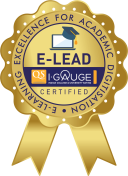 E-LEARNING EXCELLENCE FOR ACADEMIC DIGITISATION
E-LEAD
QS I·GAUGE
CERTIFIED